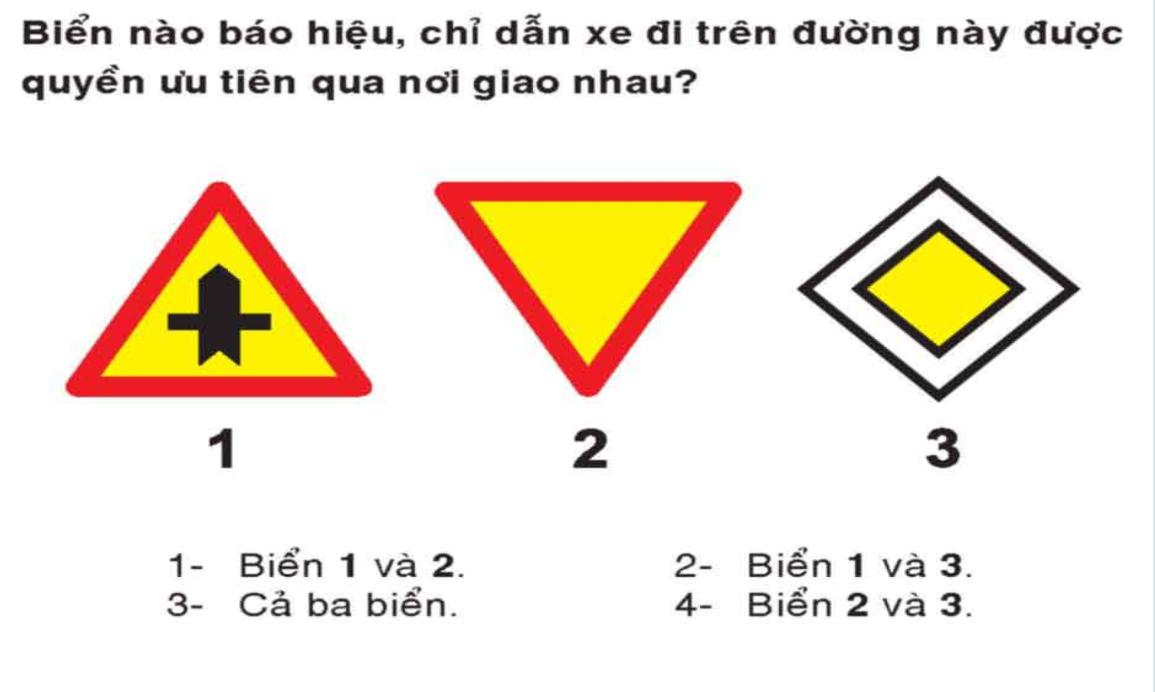 Biển nào báo hiệu, chỉ dẫn xe đi trên đường này được
quyền ưu tiên qua nơi giao nhau?
1 2 3
1- Biển 1 và 2. 2- Biển 1 và 3.
3- Cả ba biển. 4- Biển 2 và 3.